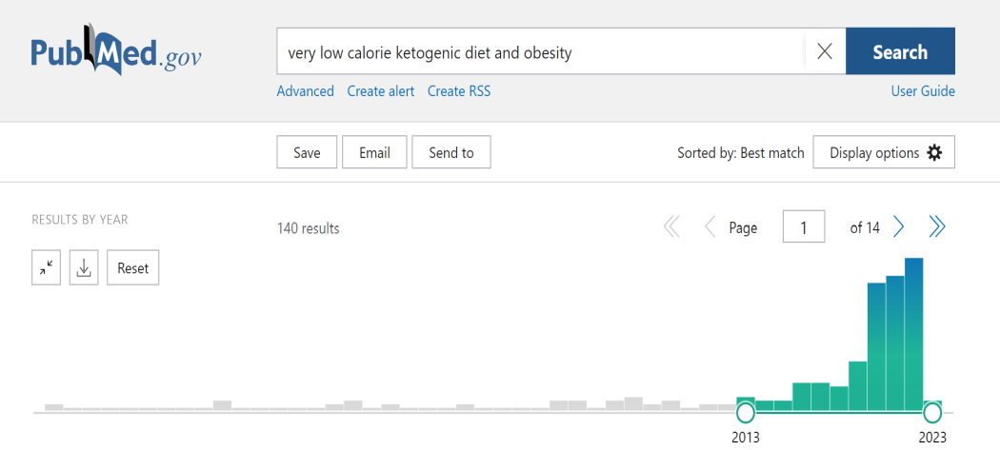 PubMed.gov
very low calorie ketogenic diet and obesity
Search
Advanced Create alert Create RSS
User Guide
Save Email Send to
Sorted by: Best match Display options
RESULTS BY YEAR
140 results
Page 1 of 14
Reset
2013 2023